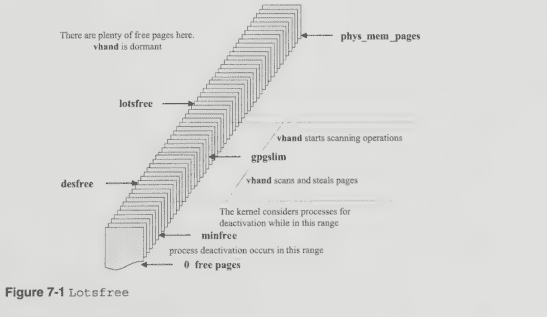 There are plenty of free pages here.
vhand is dormant
phys_mem_pages
lotsfree
vhand starts scanning operations
gpgslim
vhand scans and steals pages
desfree
The kernel considers processes for
deactivation while in this range
minfree
process deactivation occurs in this range
0 free pages
Figure 7-1 Lotsfree